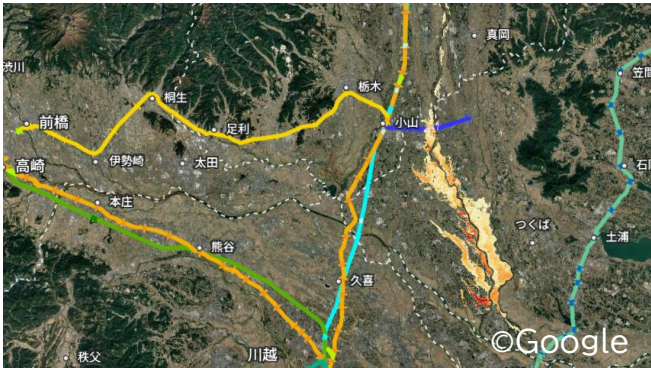 真岡
笠間
渋川
栃木
桐生
前橋
足利
小山
伊勢崎
太田
高崎
石岡
本庄
つくば
土浦
熊谷
久喜
川越
秩父
©Google